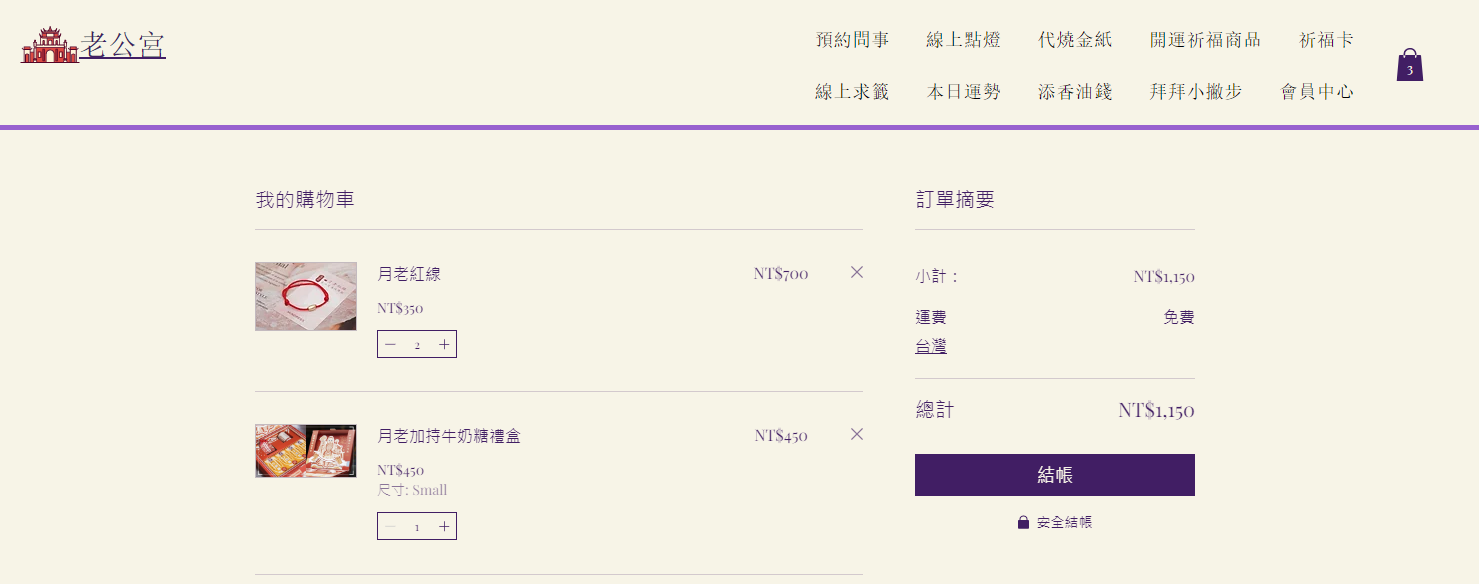 老公宮
預約問事 線上點燈 代燒金紙 開運祈福商品 祈福卡
3
線上求籤 本日運勢 添香油錢 拜拜小撇步 會員中心
我的購物車
月老紅線 NT$700
NT$350
2
月老加持牛奶糖禮盒 NT$450
NT$450
尺寸: Small
1
訂單摘要
小計： NT$1,150
運費 免費
台灣
總計 NT$1,150
結帳
安全結帳